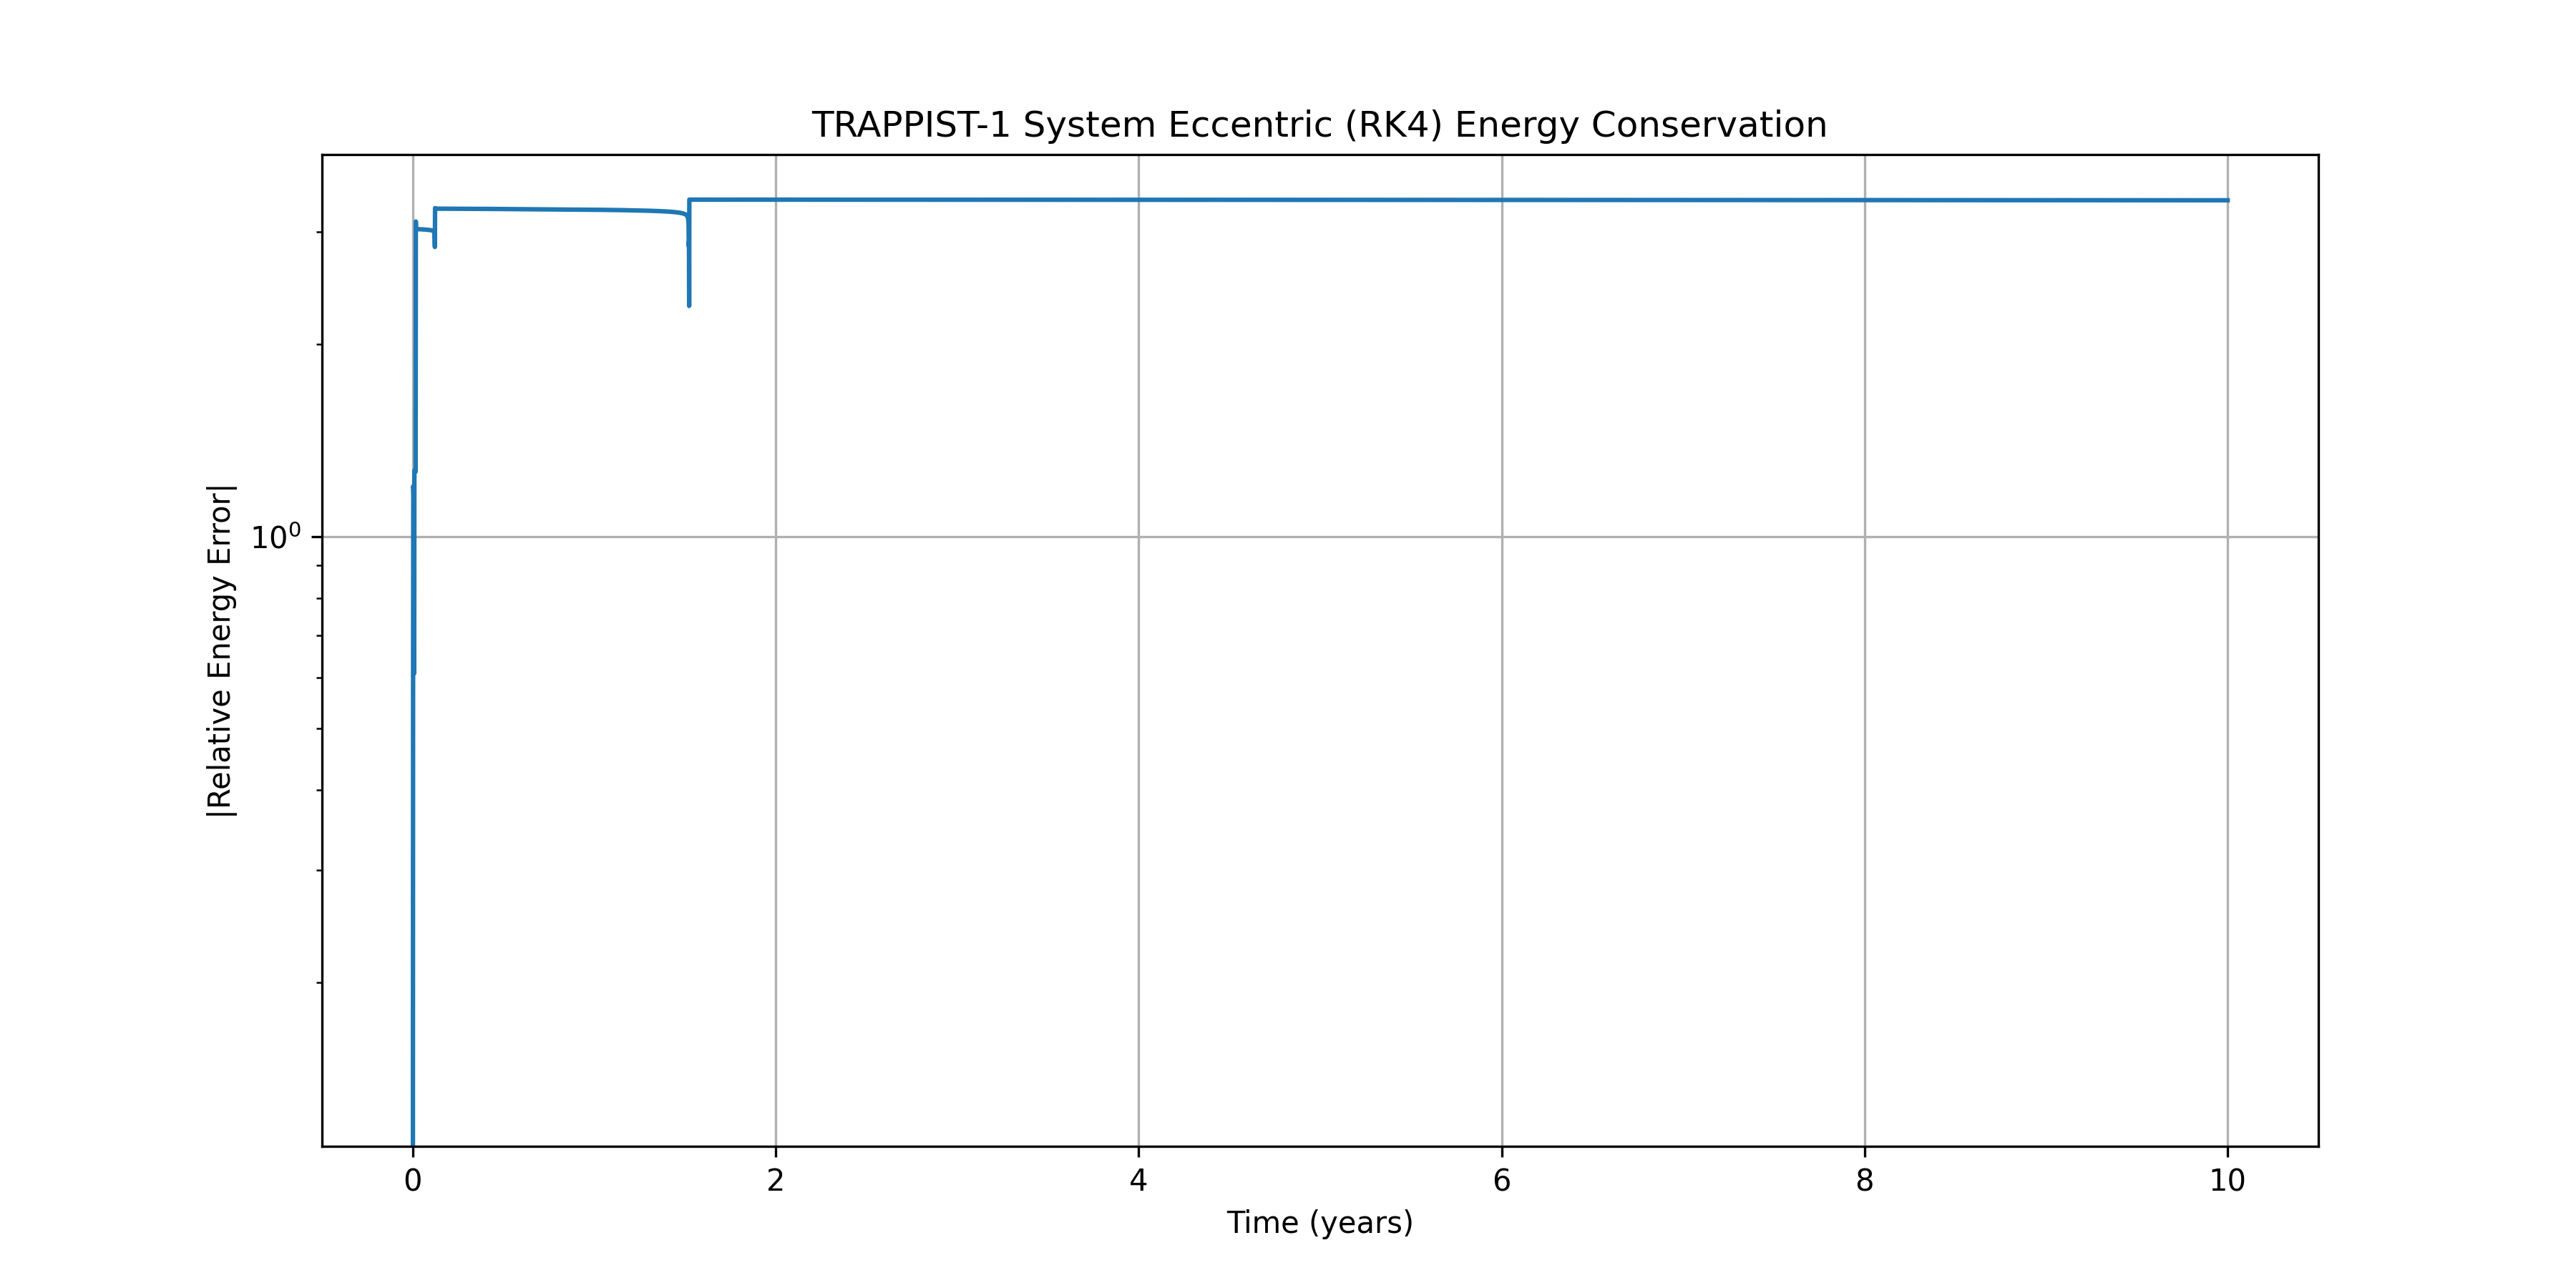 TRAPPIST-1 System Eccentric (RK4) Energy Conservation
|Relative Energy Error|
10⁰
0 2 4 6 8 10
Time (years)